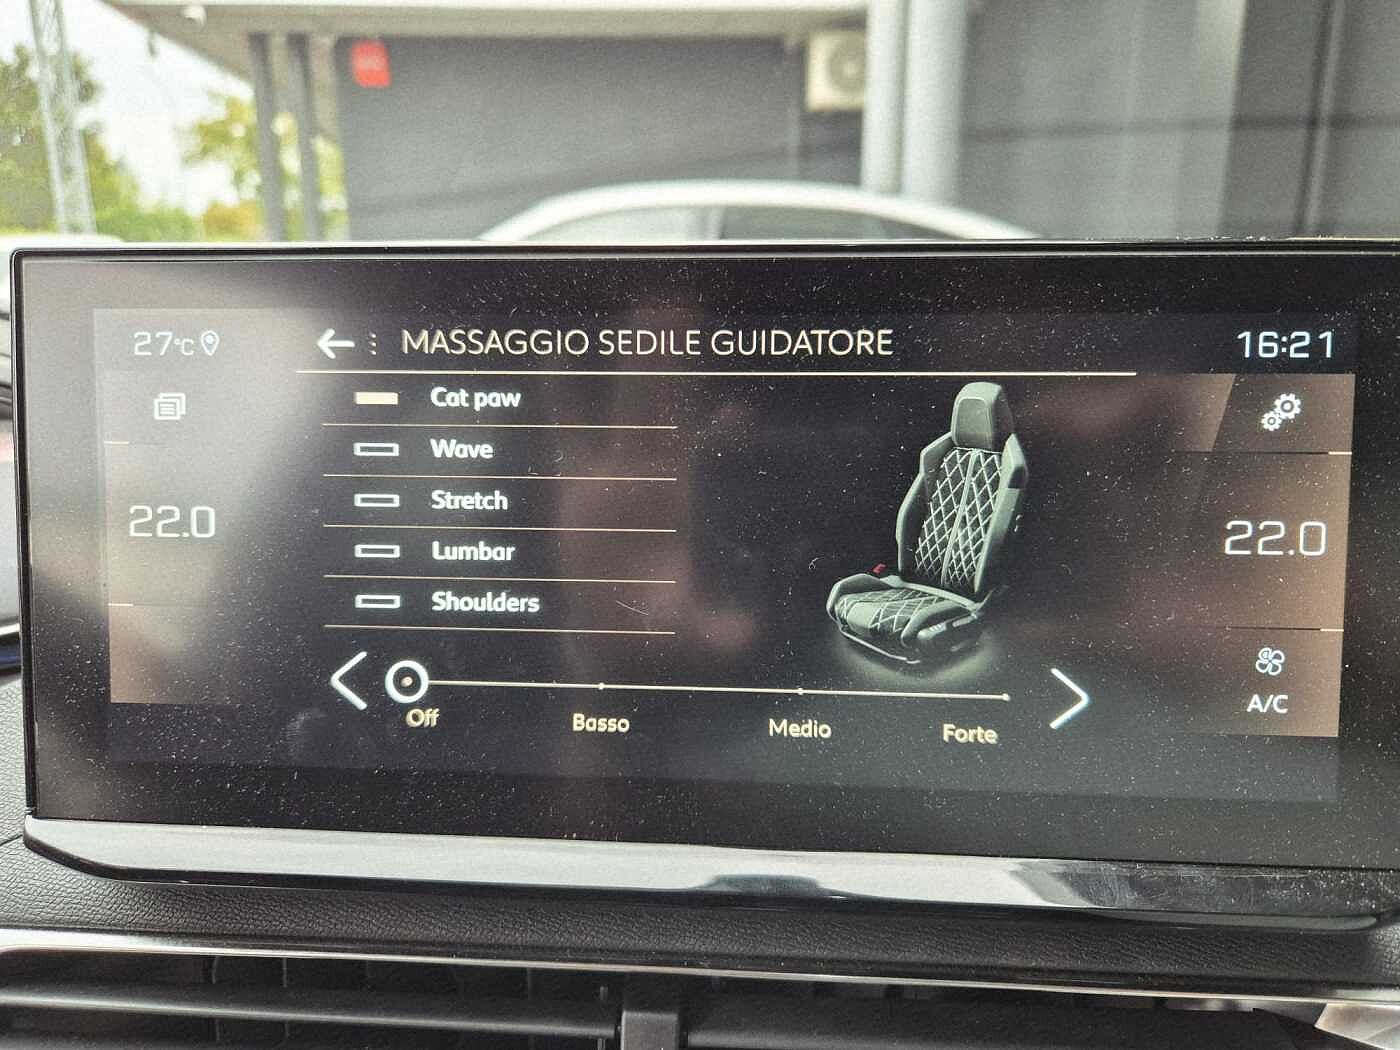 27°C
MASSAGGIO SEDILE GUIDATORE
16:21
Cat paw
Wave
Stretch
Lumbar
Shoulders
22.0
22.0
Off
Basso
Medio
Forte
A/C